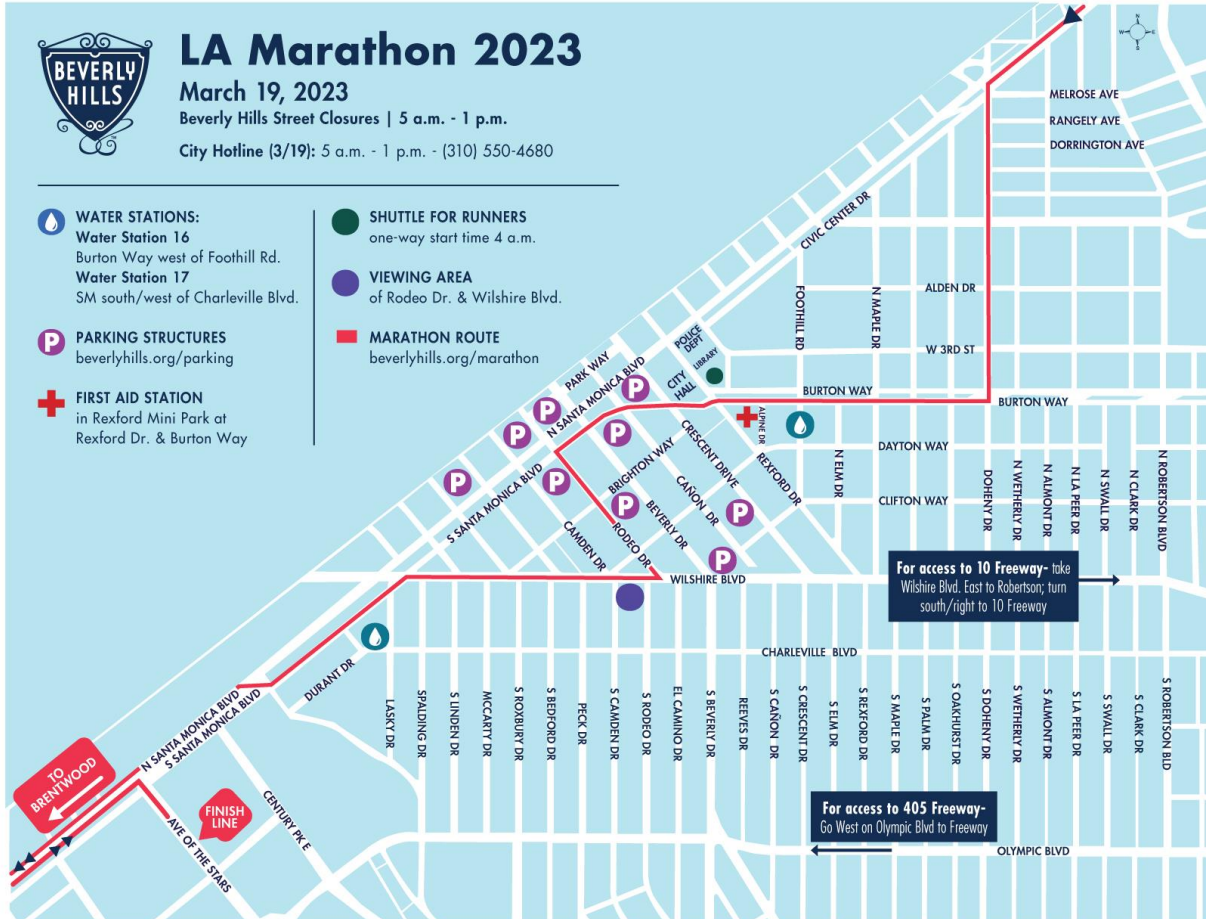 BEVERLY
HILLS
LA Marathon 2023
March 19, 2023
Beverly Hills Street Closures | 5 a.m. - 1 p.m.
City Hotline (3/19): 5 a.m. - 1 p.m. - (310) 550-4680
WATER STATIONS:
Water Station 16
Burton Way west of Foothill Rd.
Water Station 17
SM south/west of Charleville Blvd.
P
PARKING STRUCTURES
beverlyhills.org/parking
FIRST AID STATION
in Rexford Mini Park at
Rexford Dr. & Burton Way
SHUTTLE FOR RUNNERS
one-way start time 4 a.m.
VIEWING AREA
of Rodeo Dr. & Wilshire Blvd.
MARATHON ROUTE
beverlyhills.org/marathon
N
W
E
S
MELROSE AVE
RANGELY AVE
DORRINGTON AVE
CIVIC CENTER DR
FOOTHILL RD
N MAPLE DR
ALDEN DR
W 3RD ST
POLICE
DEPT
LIBRARY
CITY
HALL
PARK WAY
N SANTA MONICA BLVD
BURTON WAY
BURTON WAY
ALPINE DR
P
P
P
P
P
P
P
P
P
DAYTON WAY
CLIFTON WAY
N ELM DR
S SANTA MONICA BLVD
BRIGHTON WAY
CRESCENT DRIVE
REXFORD DR
CAÑON DR
BEVERLY DR
RODEO DR
CAMDEN DR
DOHENY DR
N WETHERLY DR
N ALMONT DR
N LA PEER DR
N SWALL DR
N CLARK DR
N ROBERTSON BLVD
WILSHIRE BLVD
For access to 10 Freeway- take
Wilshire Blvd. East to Robertson; turn
south/right to 10 Freeway
CHARLEVILLE BLVD
DURANT DR
LASKY DR
SPALDING DR
S LINDEN DR
MCCARTY DR
S ROXBURY DR
S BEDFORD DR
PECK DR
S CAMDEN DR
S RODEO DR
EL CAMINO DR
S BEVERLY DR
REEVES DR
S CAÑON DR
S CRESCENT DR
S ELM DR
S REXFORD DR
S MAPLE DR
S PALM DR
S OAKHURST DR
S DOHENY DR
S WETHERLY DR
S ALMONT DR
S LA PEER DR
S SWALL DR
S CLARK DR
S ROBERTSON BLD
N SANTA MONICA BLVD
S SANTA MONICA BLVD
TO
BRENTWOOD
FINISH
LINE
AVE OF THE STARS
CENTURY PK E
For access to 405 Freeway-
Go West on Olympic Blvd to Freeway
OLYMPIC BLVD